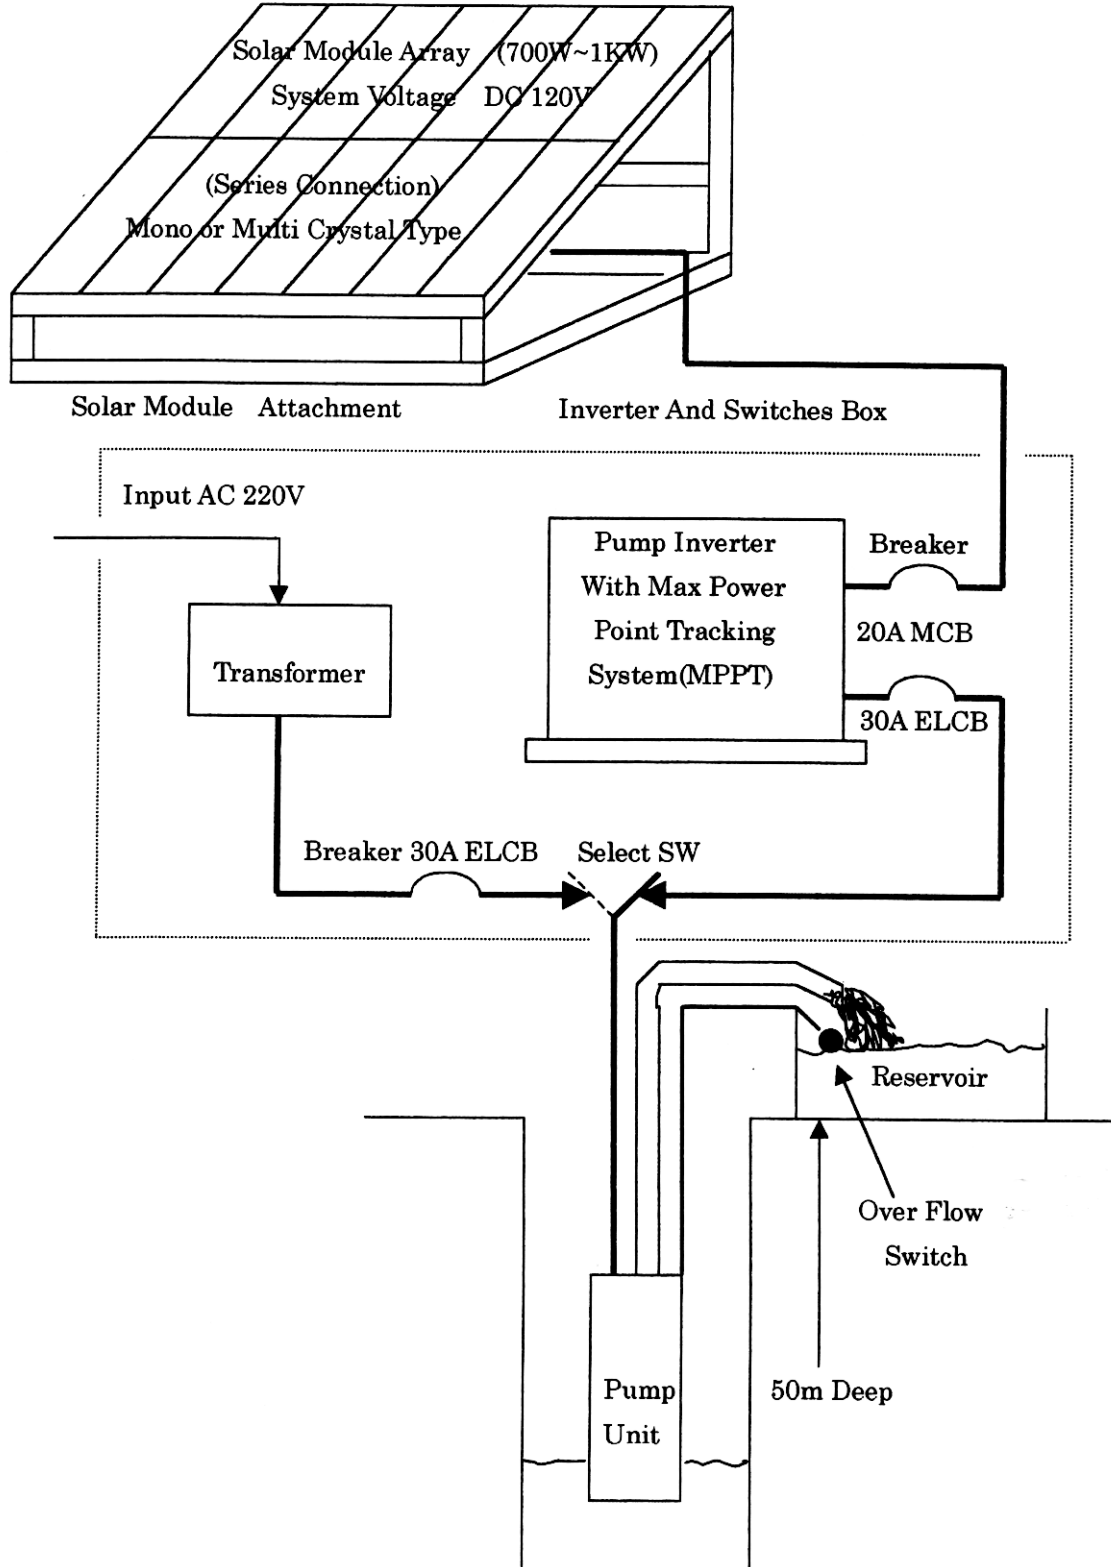 Solar Module Array (700W~1KW)
System Voltage DC 120V
(Series Connection)
Mono or Multi Crystal Type
Solar Module Attachment
Inverter And Switches Box
Input AC 220V
Transformer
Pump Inverter
With Max Power
Point Tracking
System(MPPT)
Breaker
20A MCB
30A ELCB
Breaker 30A ELCB
Select SW
Reservoir
Over Flow
Switch
50m Deep
Pump
Unit